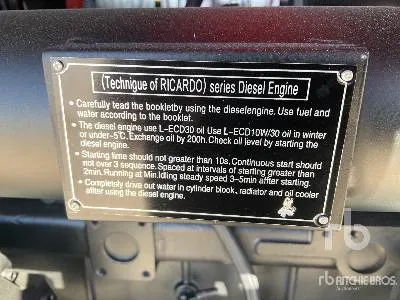 (Technigue of RICARDO) series Diesel Engine
• Carefully tead the bookletby using the dieselengine. Use fuel and
water according to the booklet.
• The diesel engine use L-ECD30 oil Use L-ECD10W/30 oil in winter
or under-5℃. Exchange oil by 200h. Check oil level by starting the
diesel engine.
• Starting time should not greater than 10s. Continuous start should
not over 3 sequence. Spaced at intervals of starting greater than
2min. Running at Min.Idling steady speed 3-5min affter starting.
• Completely drive out water in cylinder blook, radiator and oil cooler
after using the diesel engine.
rb
RITCHIE BROS.
Auctioneers